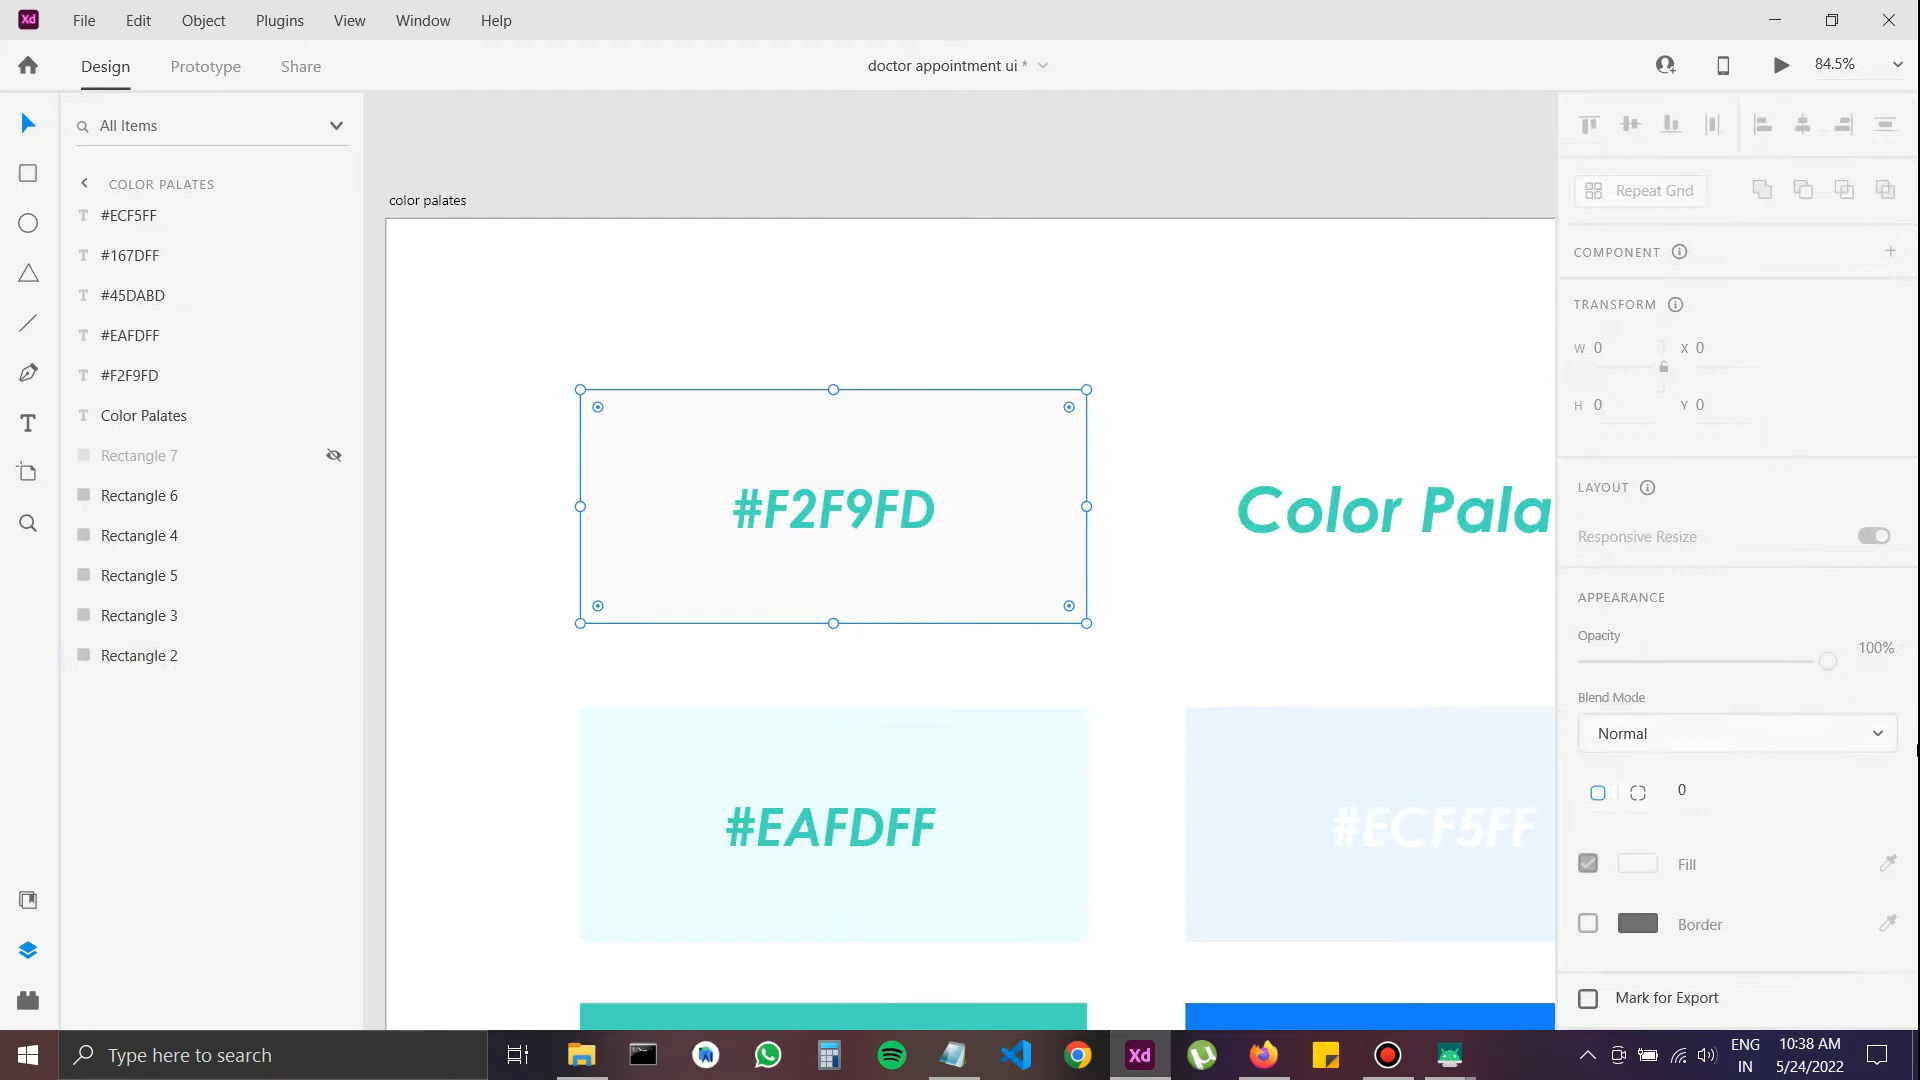 Xd File Edit Object Plugins View Window Help
Design Prototype Share doctor appointment ui * 84.5%
All Items
COLOR PALATES
T #ECF5FF
T #167DFF
T #45DABD
T #EAFDFF
T #F2F9FD
T Color Palates
Rectangle 7
Rectangle 6
Rectangle 4
Rectangle 5
Rectangle 3
Rectangle 2
color palates
#F2F9FD
Color Pala
#EAFDFF
#ECF5FF
Repeat Grid
COMPONENT
TRANSFORM
W 0 X 0
H 0 Y 0
LAYOUT
Responsive Resize
APPEARANCE
Opacity
100%
Blend Mode
Normal
0
Fill
Border
Mark for Export
Type here to search
Xd
ENG
IN
10:38 AM
5/24/2022